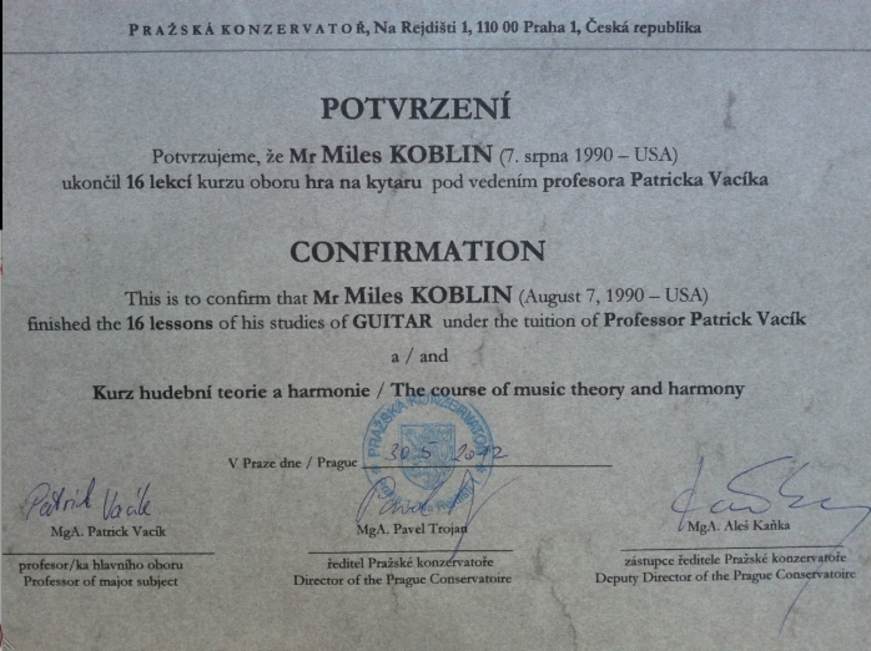 PRAŽSKÁ KONZERVATOŘ, Na Rejdišti 1, 110 00 Praha 1, Česká republika
POTVRZENÍ
Potvrzujeme, že Mr Miles KOBLIN (7. srpna 1990 – USA)
ukončil 16 lekcí kurzu oboru hra na kytaru pod vedením profesora Patricka Vacíka
CONFIRMATION
This is to confirm that Mr Miles KOBLIN (August 7, 1990 – USA)
finished the 16 lessons of his studies of GUITAR under the tuition of Professor Patrick Vacík
a / and
Kurz hudební teorie a harmonie / The course of music theory and harmony
PRAŽSKÁ KONZERVATOŘ
V Praze dne / Prague 30. 5. 2012
Patrik Vacík
MgA. Patrick Vacík
profesor/ka hlavního oboru
Professor of major subject
Pavel
MgA. Pavel Trojan
ředitel Pražské konzervatoře
Director of the Prague Conservatoire
MgA. Aleš Kaňka
zástupce ředitele Pražské konzervatoře
Deputy Director of the Prague Conservatoire